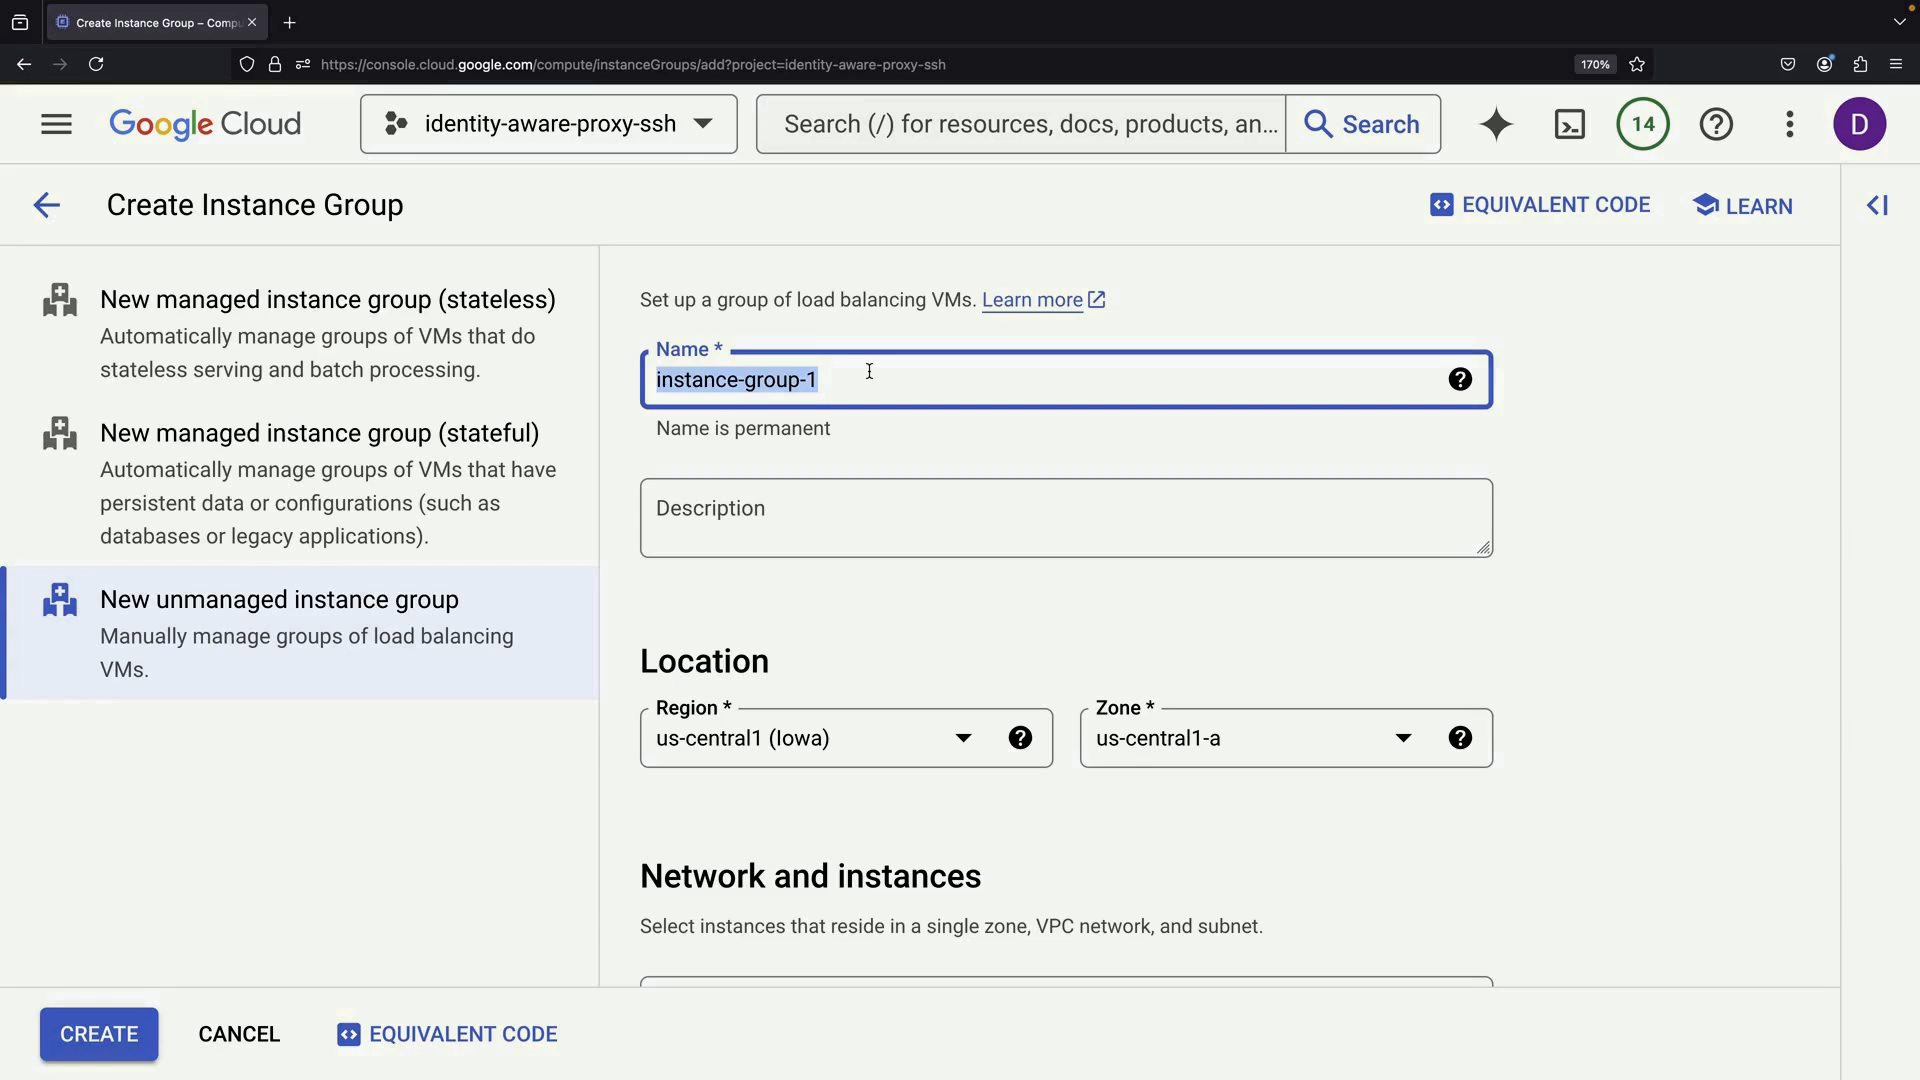 Create Instance Group – Compu
https://console.cloud.google.com/compute/instanceGroups/add?project=identity-aware-proxy-ssh
170%
Google Cloud
identity-aware-proxy-ssh
Search (/) for resources, docs, products, an...
Search
14
D
Create Instance Group
EQUIVALENT CODE
LEARN
New managed instance group (stateless)
Automatically manage groups of VMs that do
stateless serving and batch processing.
New managed instance group (stateful)
Automatically manage groups of VMs that have
persistent data or configurations (such as
databases or legacy applications).
New unmanaged instance group
Manually manage groups of load balancing
VMs.
Set up a group of load balancing VMs. Learn more
Name *
instance-group-1
Name is permanent
Description
Location
Region *
us-central1 (Iowa)
Zone *
us-central1-a
Network and instances
Select instances that reside in a single zone, VPC network, and subnet.
CREATE
CANCEL
EQUIVALENT CODE